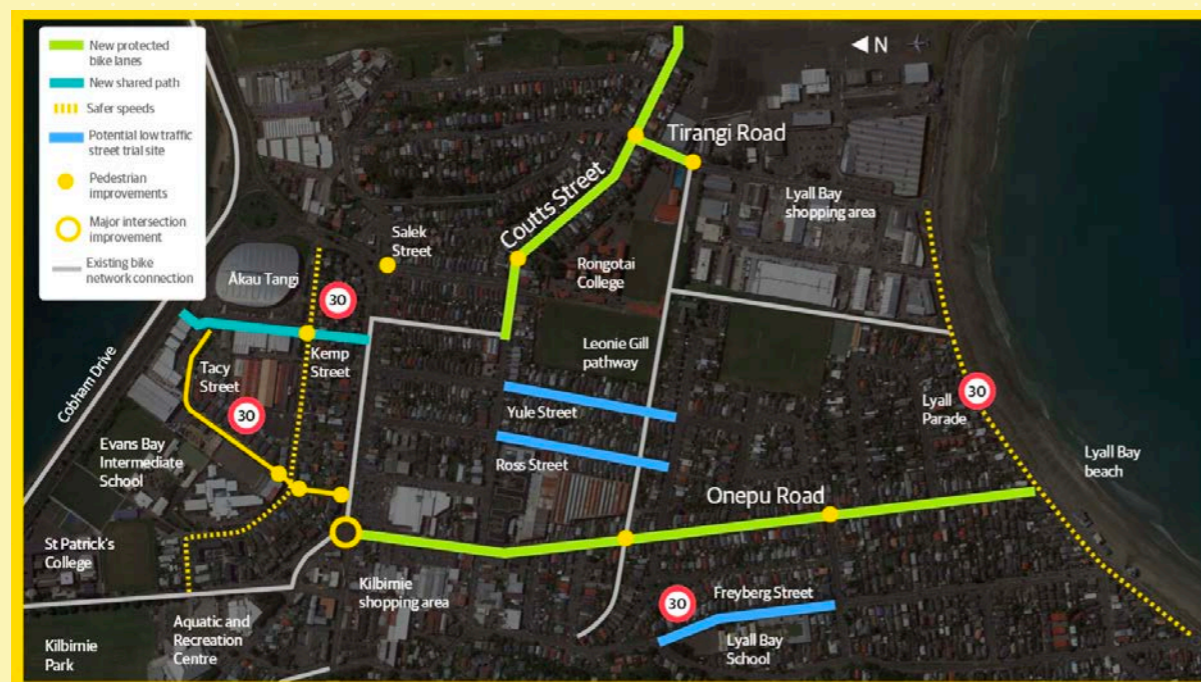 New protected
bike lanes
New shared path
Safer speeds
Potential low traffic
street trial site
Pedestrian
improvements
Major intersection
improvement
Existing bike
network connection
N
Tirangi Road
Coutts Street
Lyall Bay
shopping area
Salek
Street
Rongotai
College
Ākau Tangi
30
Kemp
Street
Leonie Gill
pathway
Cobham Drive
Tacy
Street
30
Yule Street
Lyall
Parade
30
Evans Bay
Intermediate
School
Ross Street
Lyall Bay
beach
Onepu Road
St Patrick's
College
Kilbirnie
shopping area
30
Freyberg Street
Aquatic and
Recreation
Centre
Lyall Bay
School
Kilbirnie
Park